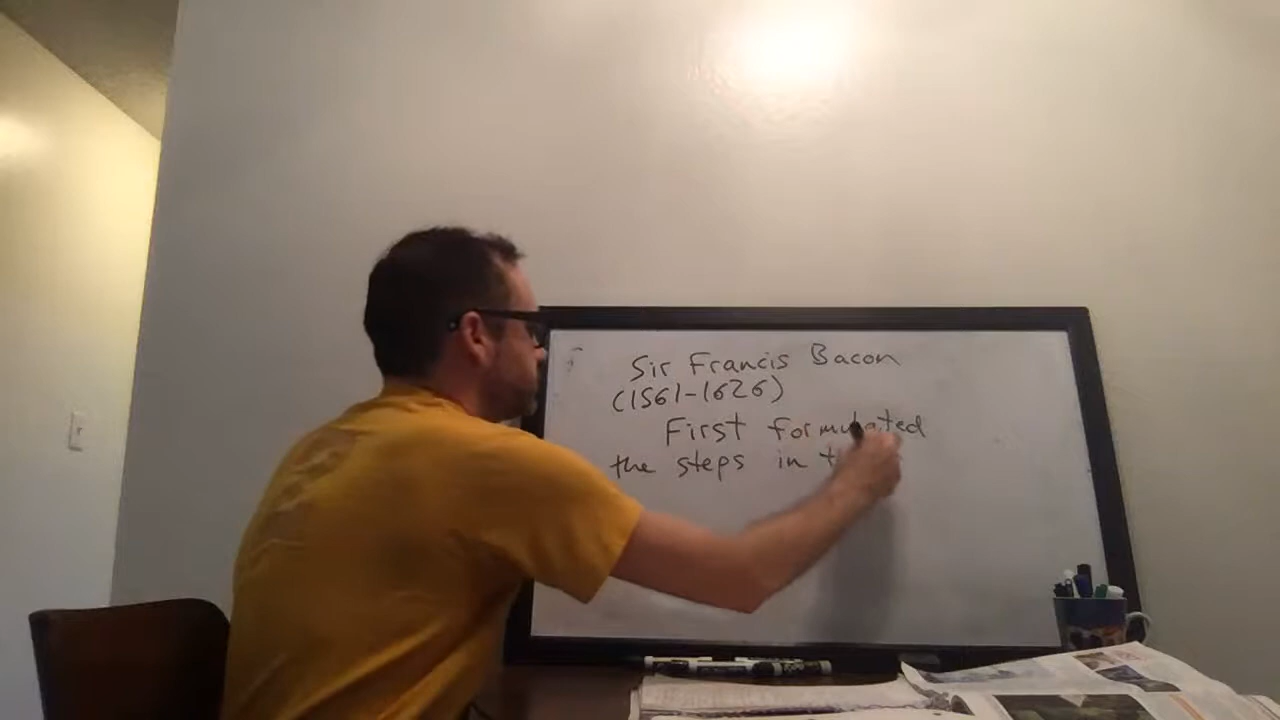 Sir Francis Bacon
(1561-1626)
First formulated
the steps in